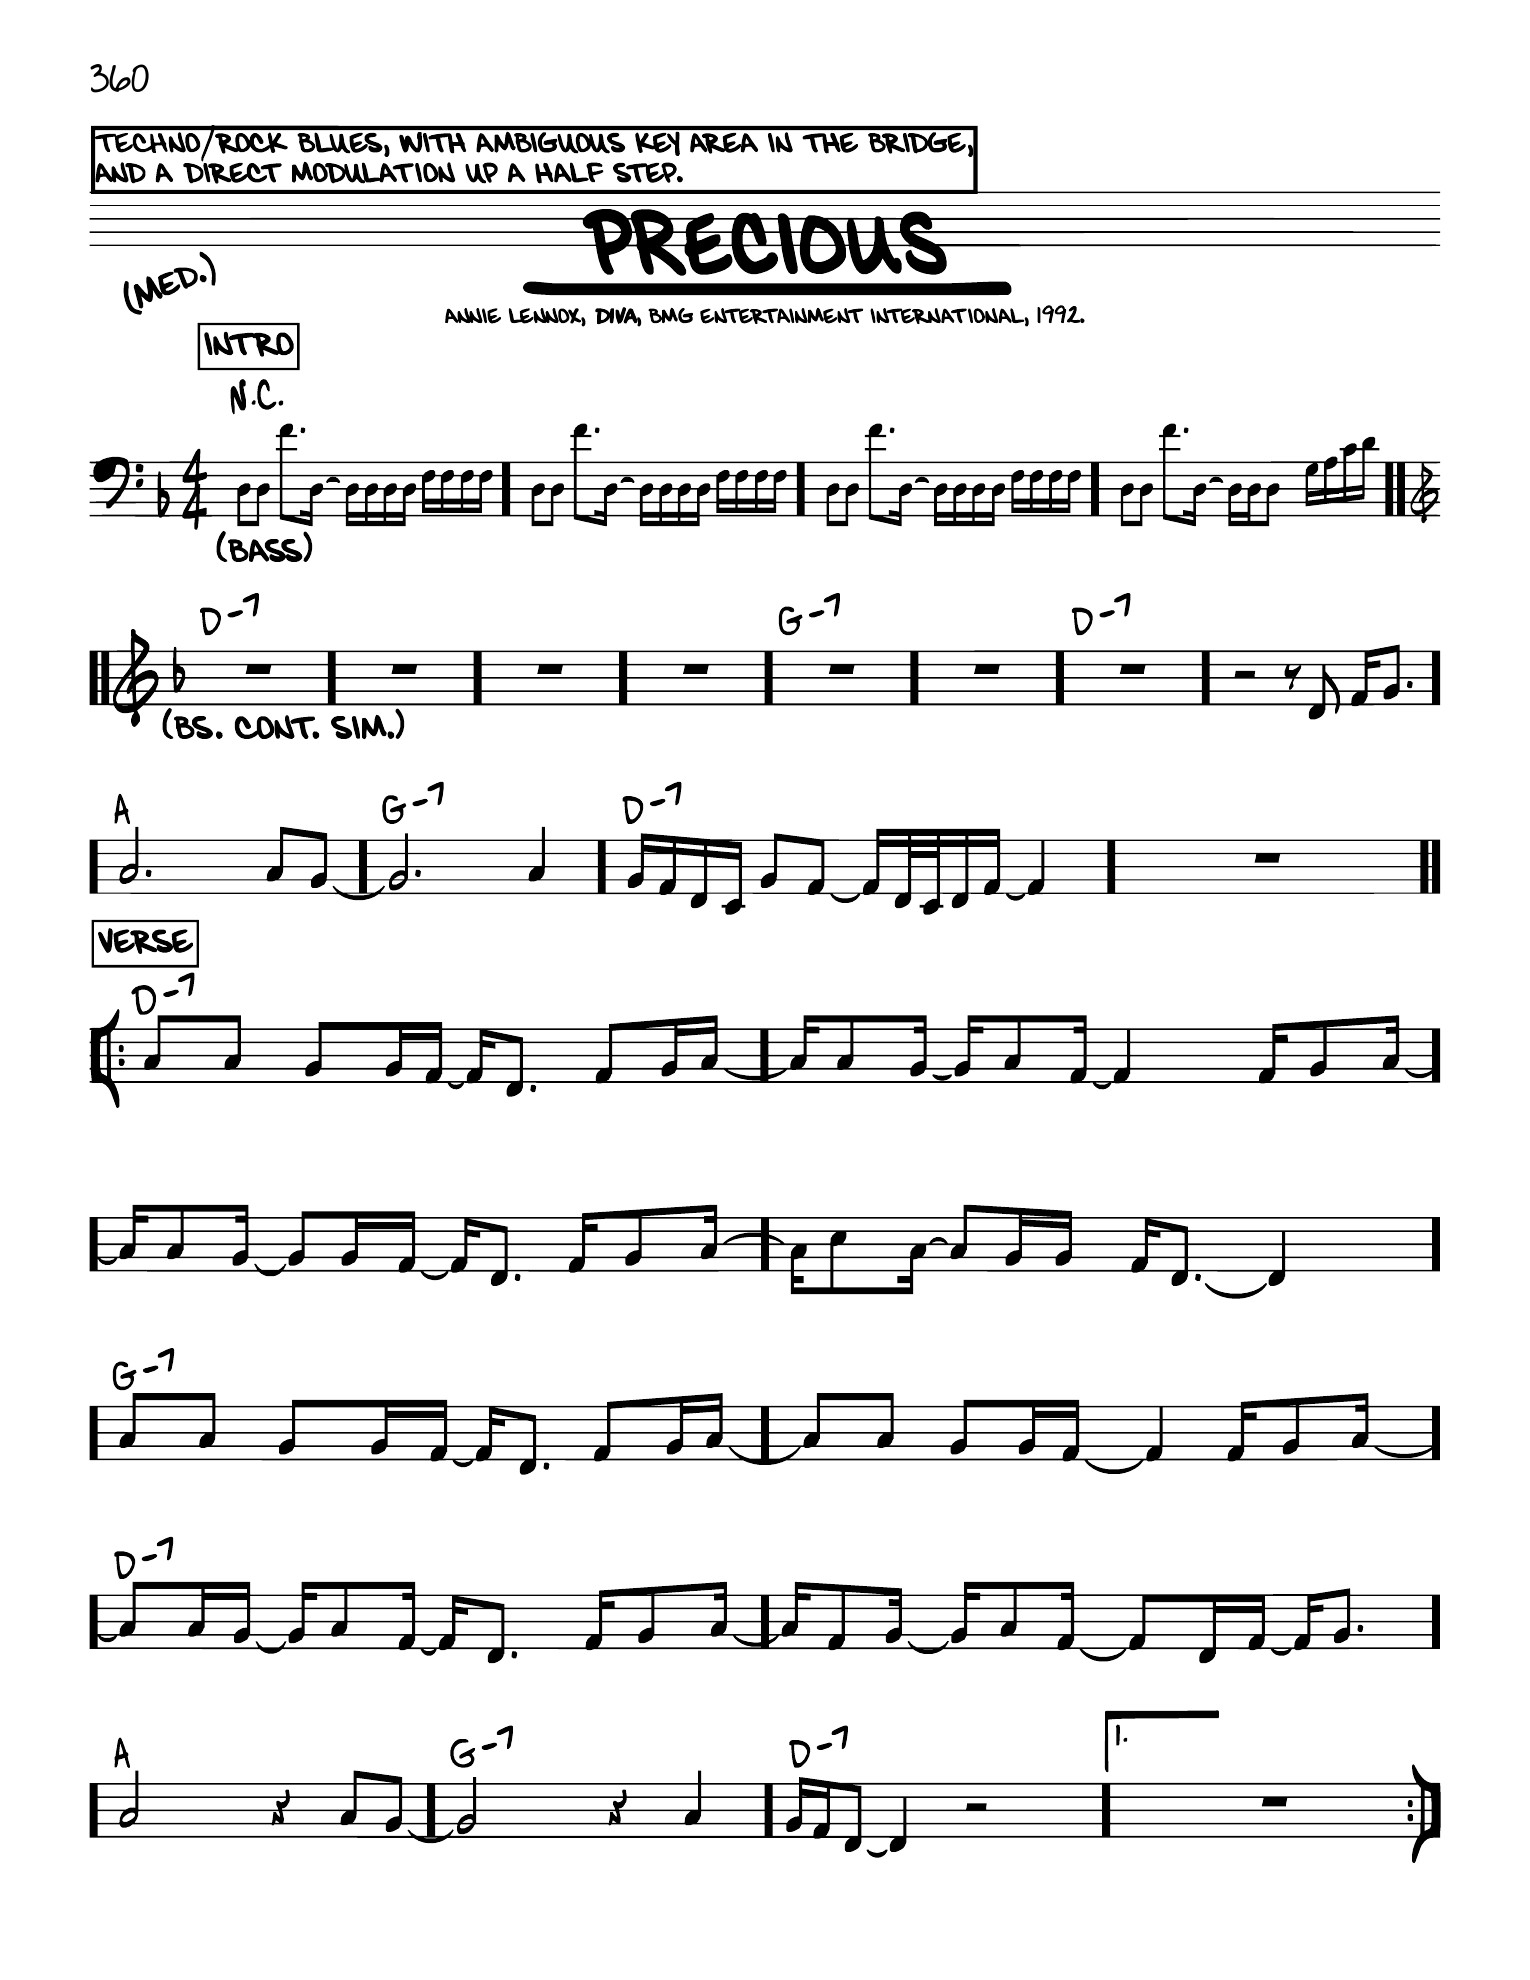 360
TECHNO/ROCK BLUES, WITH AMBIGUOUS KEY AREA IN THE BRIDGE,
AND A DIRECT MODULATION UP A HALF STEP.
PRECIOUS
(MED.)
ANNIE LENNOX, DIVA, BMG ENTERTAINMENT INTERNATIONAL, 1992.
INTRO
N.C.
4
4
(BASS)
D-7 G-7 D-7
(BS. CONT. SIM.)
A G-7 D-7
VERSE
D-7
G-7
D-7
A G-7 D-7 1.